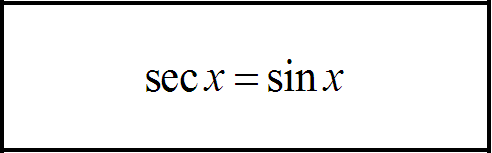 sec x = sin x